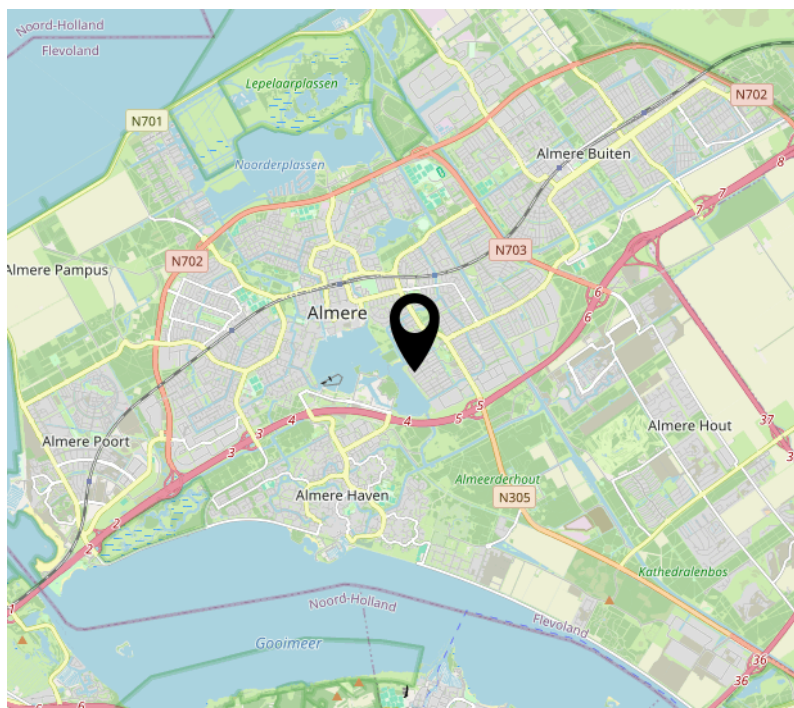 Noord-Holland
Flevoland
Lepelaarplassen
N702
N701
Noorderplassen
Almere Buiten
8
7
7
N703
N702
Almere Pampus
6
6
Almere
37
3
5
5
4
4
3
3
Almere Hout
Almere Poort
Almeerderhout
Almere Haven
N305
2
2
Kathedralenbos
Noord-Holland
1
Flevoland
Gooimeer
36
36
6
6